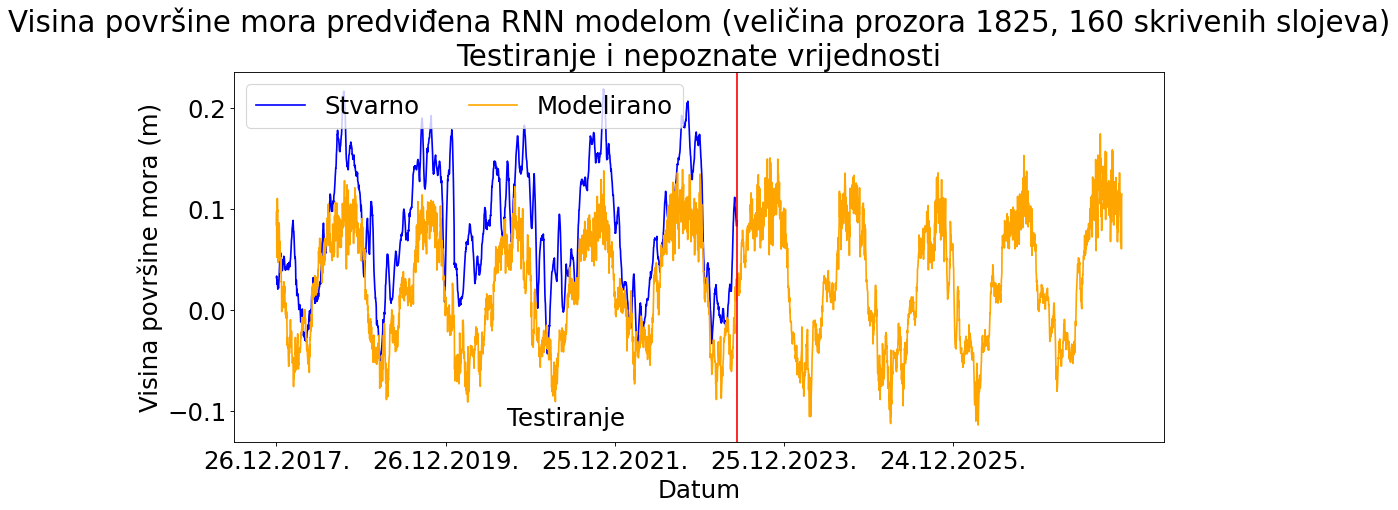 Visina površine mora predviđena RNN modelom (veličina prozora 1825, 160 skrivenih slojeva)
Testiranje i nepoznate vrijednosti
Stvarno
Modelirano
Visina površine mora (m)
0.2
0.1
0.0
−0.1
Testiranje
26.12.2017.
26.12.2019.
25.12.2021.
25.12.2023.
24.12.2025.
Datum